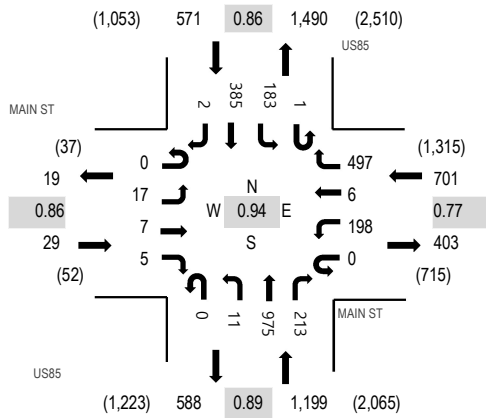 (1,053) 571 0.86 1,490 (2,510)
US85
MAIN ST
2 385 183 1
(37) (1,315)
0 497
19 701
17 6
N
0.86 W 0.94 E 0.77
S
7 198
29 403
5 0
(52) (715)
0 11 975 213
MAIN ST
US85
(1,223) 588 0.89 1,199 (2,065)